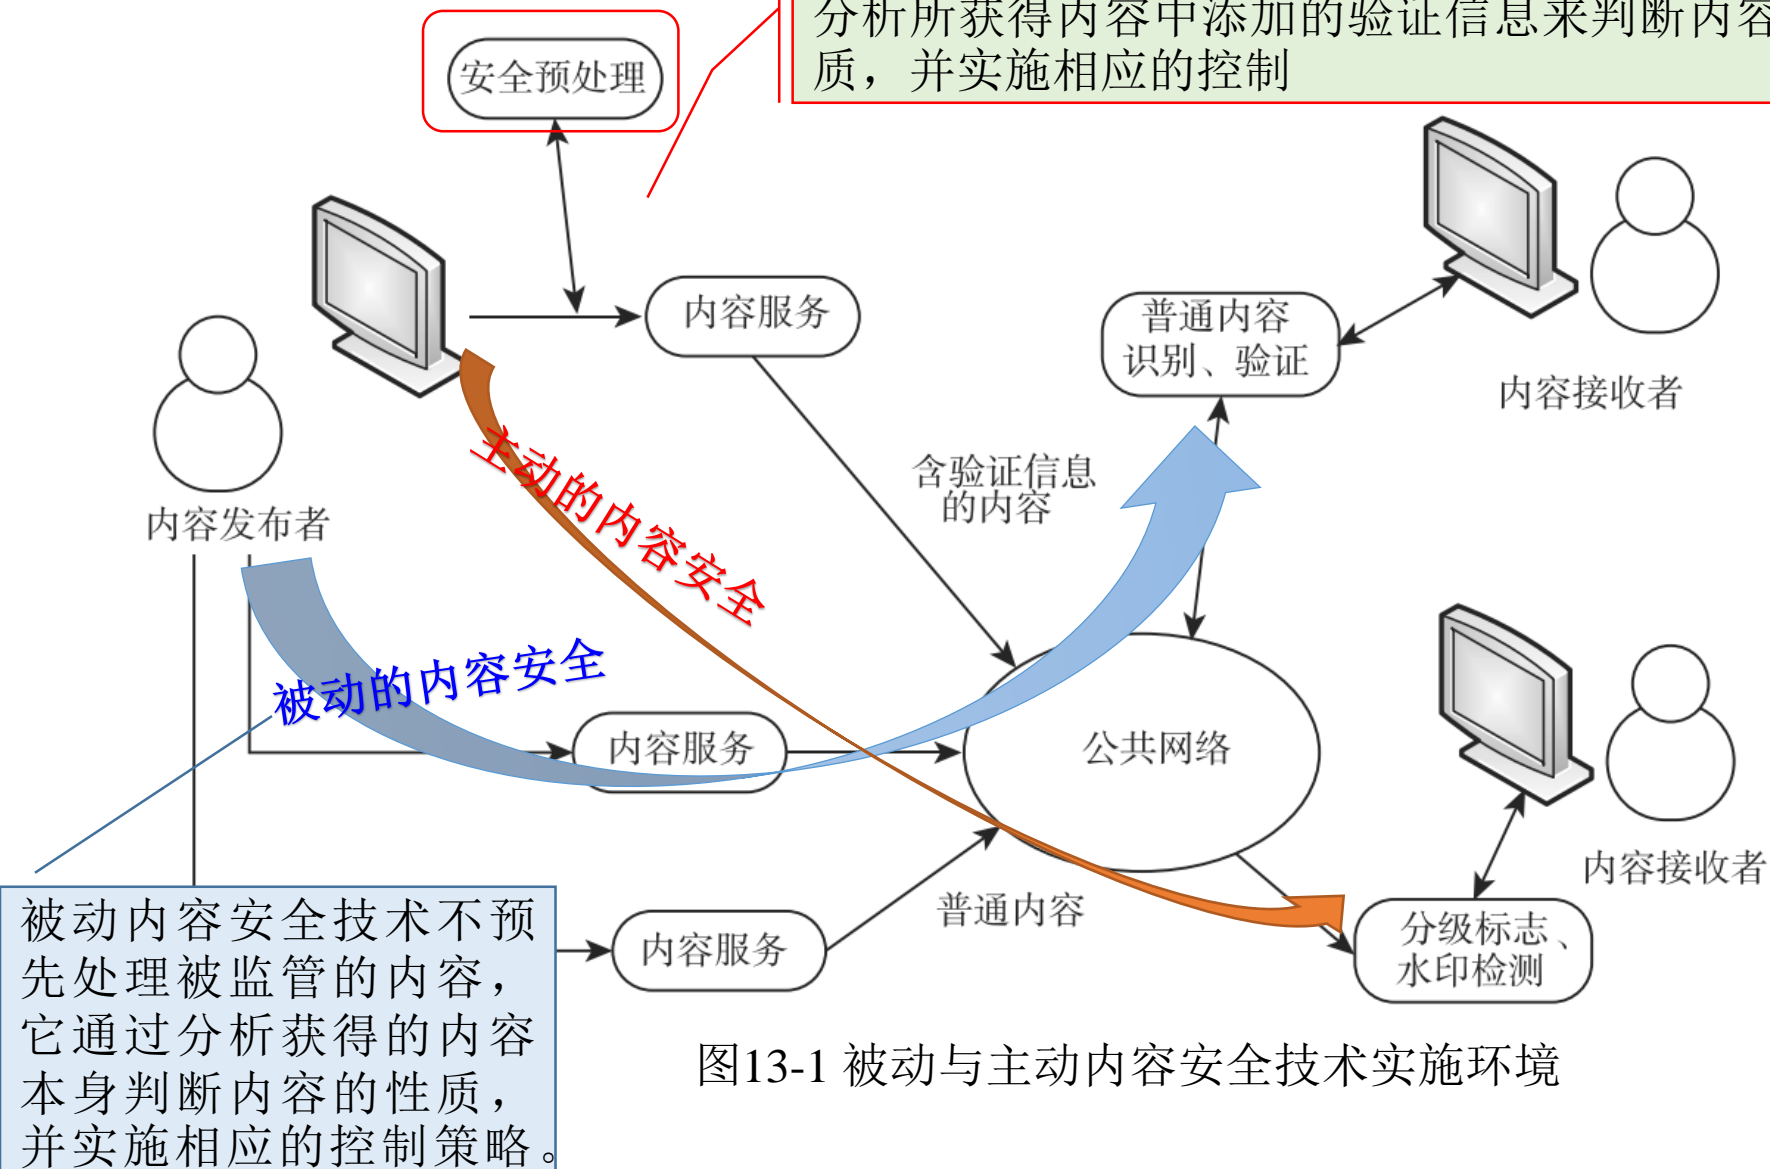 分析所获得内容中添加的验证信息来判断内容
质，并实施相应的控制
安全预处理
内容服务
普通内容
识别、验证
内容接收者
含验证信息
的内容
内容发布者
主动的内容安全
被动的内容安全
内容服务
公共网络
内容接收者
普通内容
内容服务
分级标志、
水印检测
被动内容安全技术不预
先处理被监管的内容，
它通过分析获得的内容
本身判断内容的性质，
并实施相应的控制策略。
图13-1 被动与主动内容安全技术实施环境